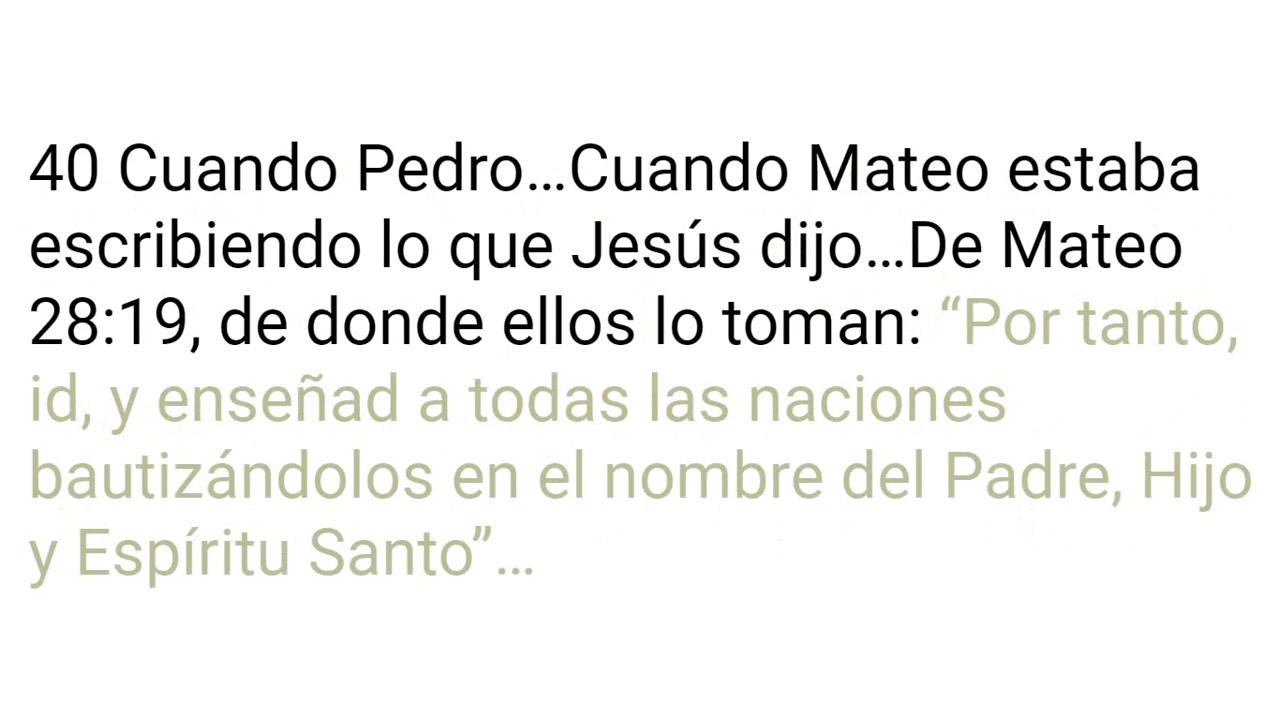 40 Cuando Pedro…Cuando Mateo estaba
escribiendo lo que Jesús dijo…De Mateo
28:19, de donde ellos lo toman: “Por tanto,
id, y enseñad a todas las naciones
bautizándolos en el nombre del Padre, Hijo
y Espíritu Santo”…